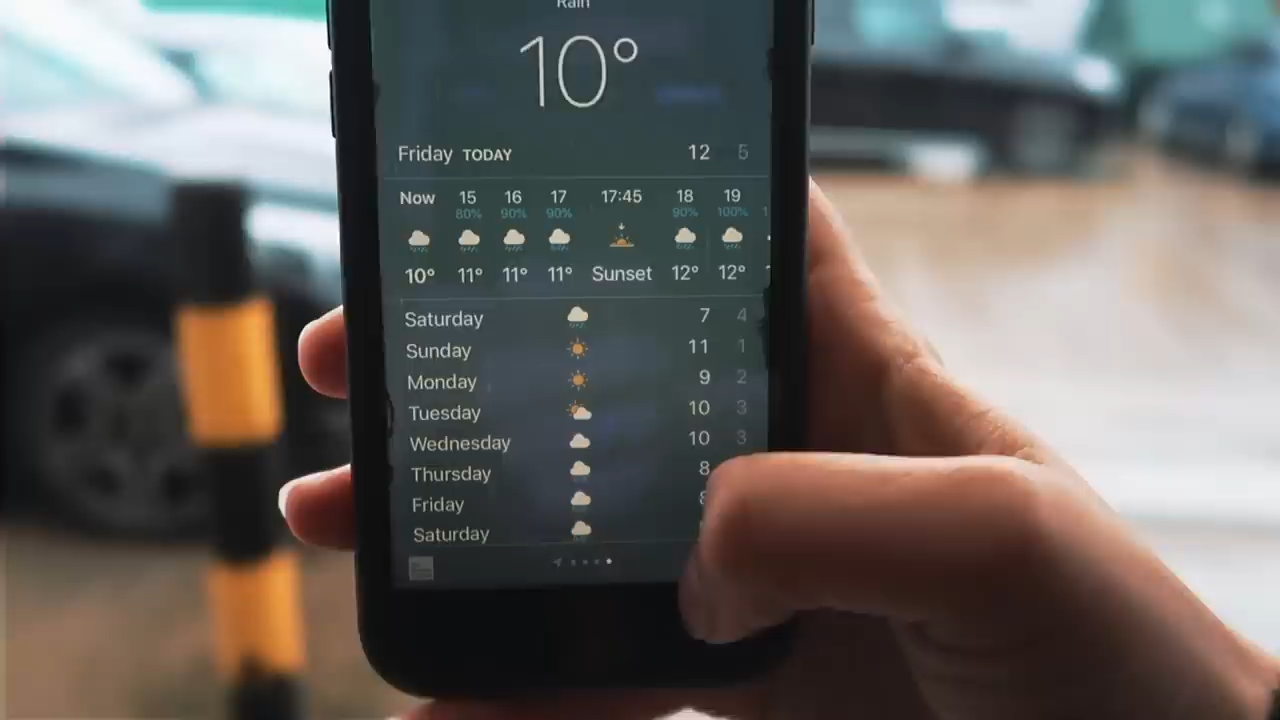 Rain
10°
Friday TODAY 12 5
Now 15 16 17 17:45 18 19
80% 90% 90% 90% 100%
10° 11° 11° 11° Sunset 12° 12°
Saturday 7 4
Sunday 11 1
Monday 9 2
Tuesday 10 3
Wednesday 10 3
Thursday 8
Friday
Saturday